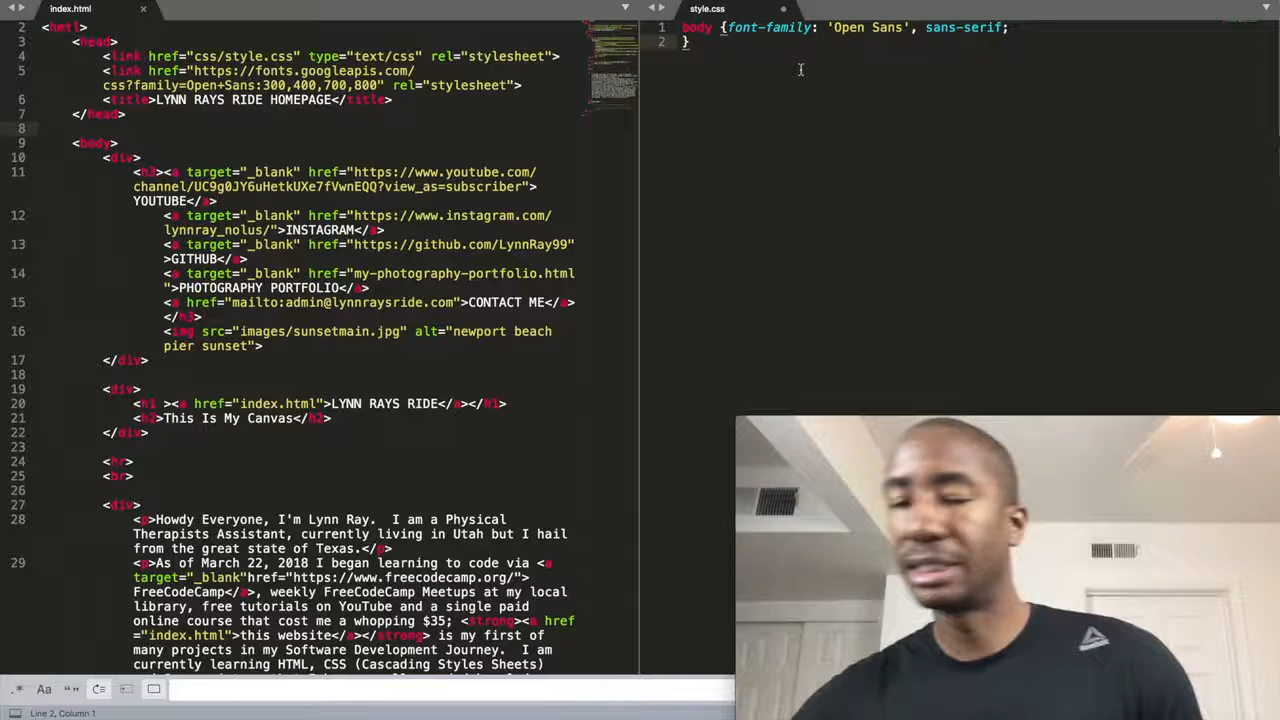 index.html
style.css
2 <hmtl>
3 <head>
4 <link href="css/style.css" type="text/css" rel="stylesheet">
5 <link href="https://fonts.googleapis.com/
css?family=Open+Sans:300,400,700,800" rel="stylesheet">
6 <title>LYNN RAYS RIDE HOMEPAGE</title>
7 </head>
8
9 <body>
10 <div>
11 <h3><a target="_blank" href="https://www.youtube.com/
channel/UC9g0JY6uHetkUXe7fVwnEQQ?view_as=subscriber">
YOUTUBE</a>
12 <a target="_blank" href="https://www.instagram.com/
lynnray_nolus/">INSTAGRAM</a>
13 <a target="_blank" href="https://github.com/LynnRay99"
>GITHUB</a>
14 <a target="_blank" href="my-photography-portfolio.html
">PHOTOGRAPHY PORTFOLIO</a>
15 <a href="mailto:admin@lynnraysride.com">CONTACT ME</a>
</h3>
16 <img src="images/sunsetmain.jpg" alt="newport beach
pier sunset">
17 </div>
18
19 <div>
20 <h1 ><a href="index.html">LYNN RAYS RIDE</a></h1>
21 <h2>This Is My Canvas</h2>
22 </div>
23
24 <hr>
25 <br>
26
27 <div>
28 <p>Howdy Everyone, I'm Lynn Ray.  I am a Physical
Therapists Assistant, currently living in Utah but I hail
from the great state of Texas.</p>
29 <p>As of March 22, 2018 I began learning to code via <a
target="_blank"href="https://www.freecodecamp.org/">
FreeCodeCamp</a>, weekly FreeCodeCamp Meetups at my local
library, free tutorials on YouTube and a single paid
online course that cost me a whopping $35; <strong><a href
="index.html">this website</a></strong> is my first of
many projects in my Software Development Journey.  I am
currently learning HTML, CSS (Cascading Styles Sheets)
1 body {font-family: 'Open Sans', sans-serif;
2 }
.* Aa “”
Line 2, Column 1